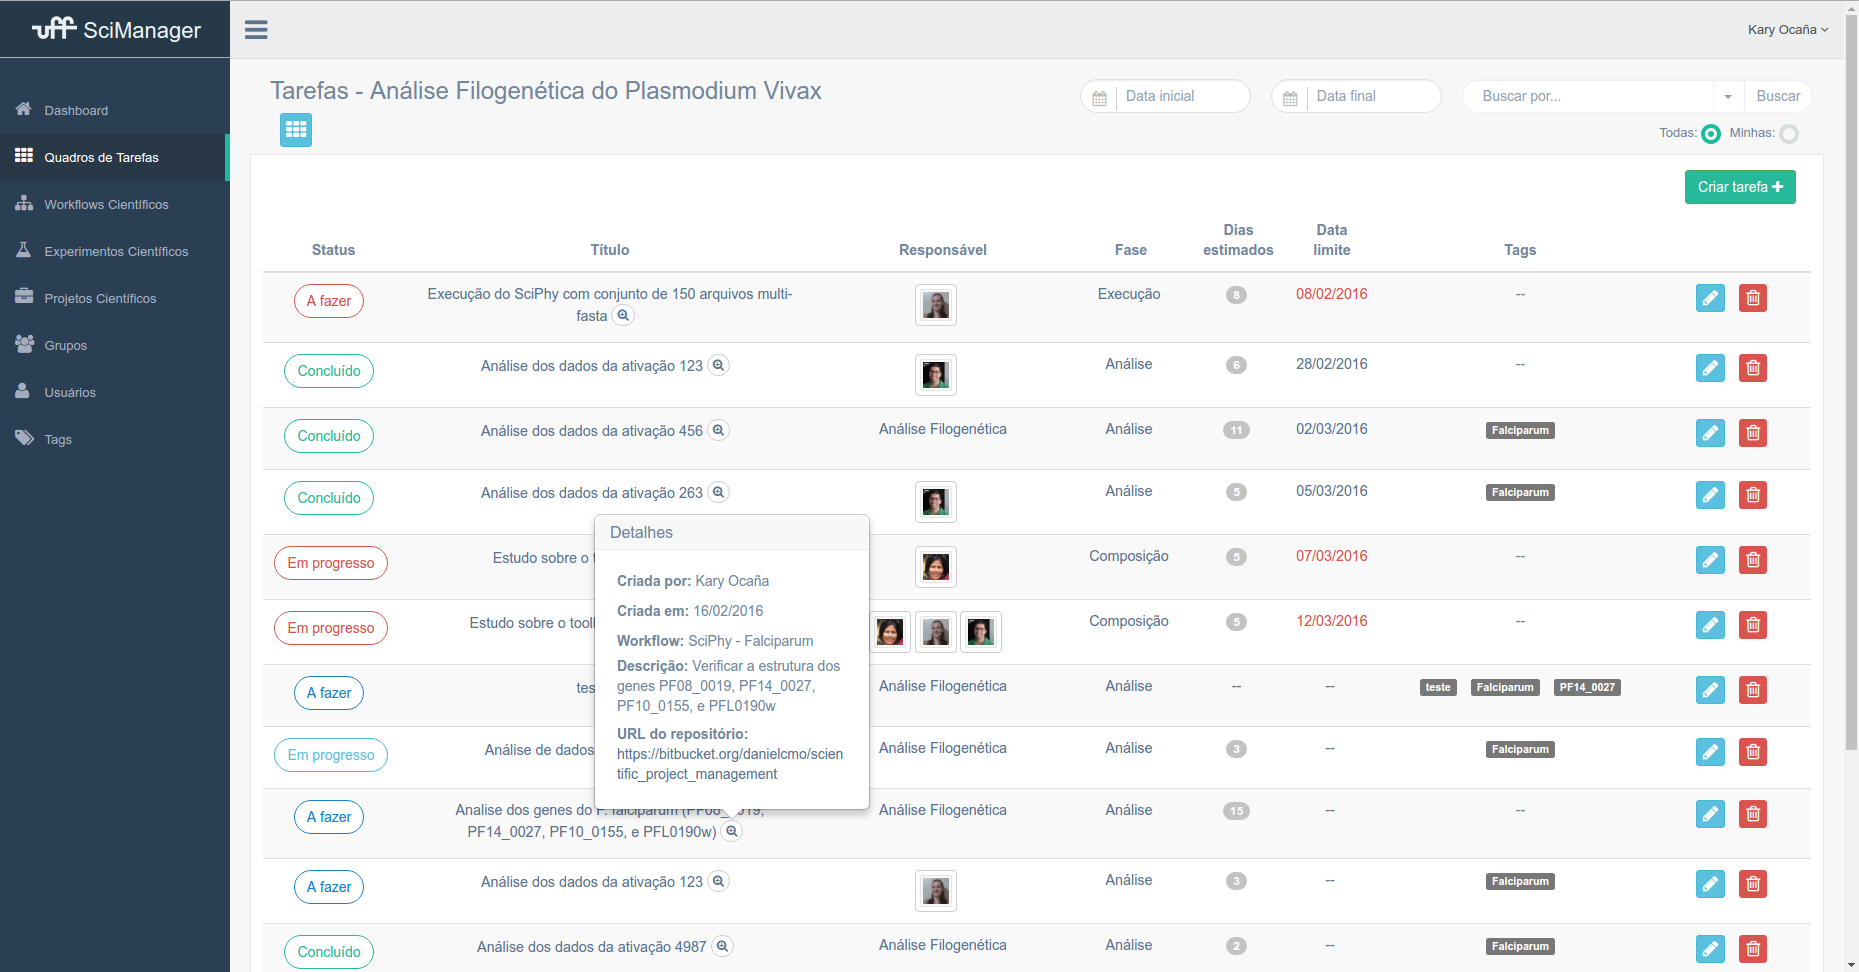 uff SciManager
Kary Ocaña
Dashboard
Quadros de Tarefas
Workflows Científicos
Experimentos Científicos
Projetos Científicos
Grupos
Usuários
Tags
Tarefas - Análise Filogenética do Plasmodium Vivax
Data inicial
Data final
Buscar por...
Buscar
Todas:
Minhas:
Criar tarefa
Status Título Responsável Fase Dias estimados Data limite Tags
A fazer Execução do SciPhy com conjunto de 150 arquivos multi-
fasta Execução 8 08/02/2016 --
Concluído Análise dos dados da ativação 123 Análise 6 28/02/2016 --
Concluído Análise dos dados da ativação 456 Análise Filogenética Análise 11 02/03/2016 Falciparum
Concluído Análise dos dados da ativação 263 Análise 5 05/03/2016 Falciparum
Em progresso Estudo sobre o Composição 5 07/03/2016 --
Em progresso Estudo sobre o Composição 5 12/03/2016 --
A fazer Análise Filogenética Análise -- -- teste Falciparum PF14_0027
Em progresso Análise de dados Análise Filogenética Análise 3 -- Falciparum
Detalhes
Criada por: Kary Ocaña
Criada em: 16/02/2016
Workflow: SciPhy - Falciparum
Descrição: Verificar a estrutura dos
genes PF08_0019, PF14_0027,
PF10_0155, e PFL0190w
URL do repositório:
https://bitbucket.org/danielcmo/scien
tific_project_management
A fazer Analise dos genes do P. falciparum (PF08_0019, Análise Filogenética Análise 15 -- --
PF14_0027, PF10_0155, e PFL0190w)
A fazer Análise dos dados da ativação 123 Análise 3 -- Falciparum
Concluído Análise dos dados da ativação 4987 Análise Filogenética Análise 2 -- Falciparum